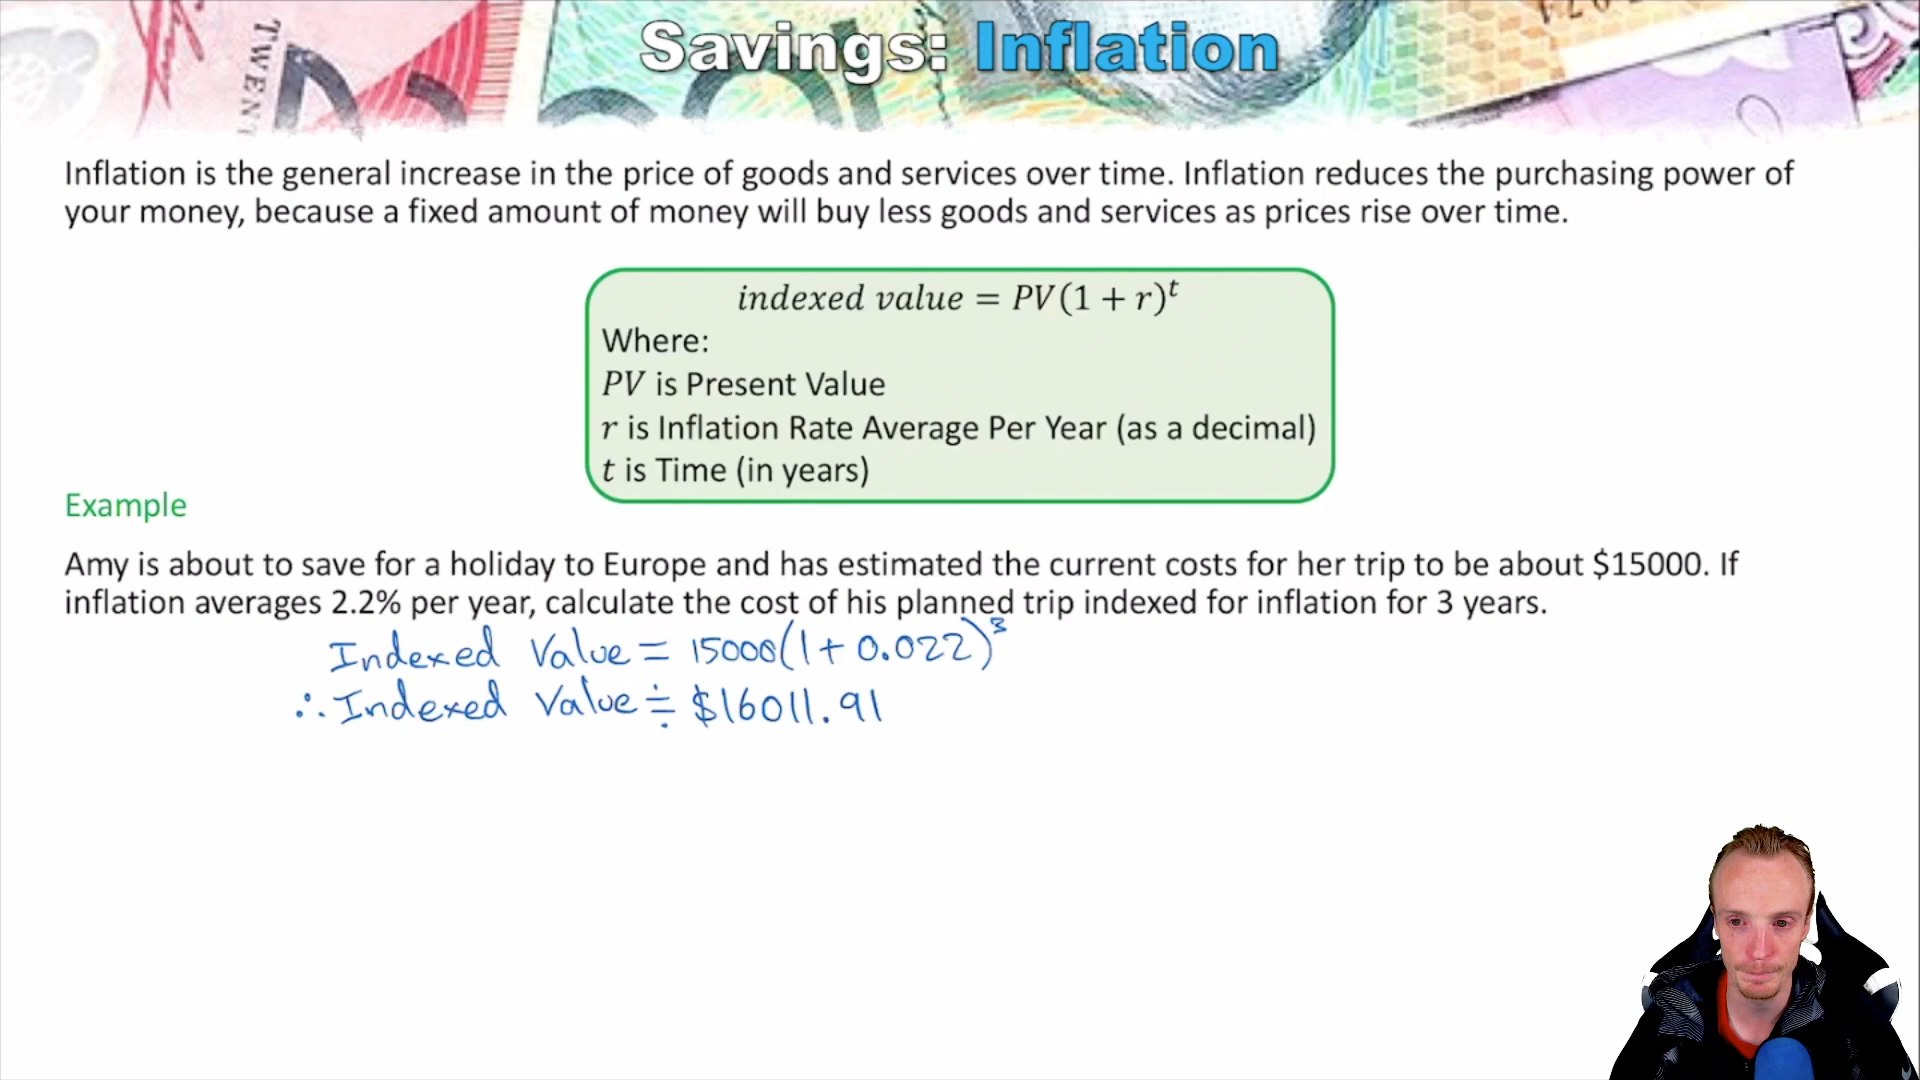 TWENT
Savings: Inflation
Inflation is the general increase in the price of goods and services over time. Inflation reduces the purchasing power of
your money, because a fixed amount of money will buy less goods and services as prices rise over time.
indexed value = PV(1 + r)^t
Where:
PV is Present Value
r is Inflation Rate Average Per Year (as a decimal)
t is Time (in years)
Example
Amy is about to save for a holiday to Europe and has estimated the current costs for her trip to be about $15000. If
inflation averages 2.2% per year, calculate the cost of his planned trip indexed for inflation for 3 years.
Indexed Value = 15000(1+0.022)³
∴ Indexed Value ≑ $16011.91